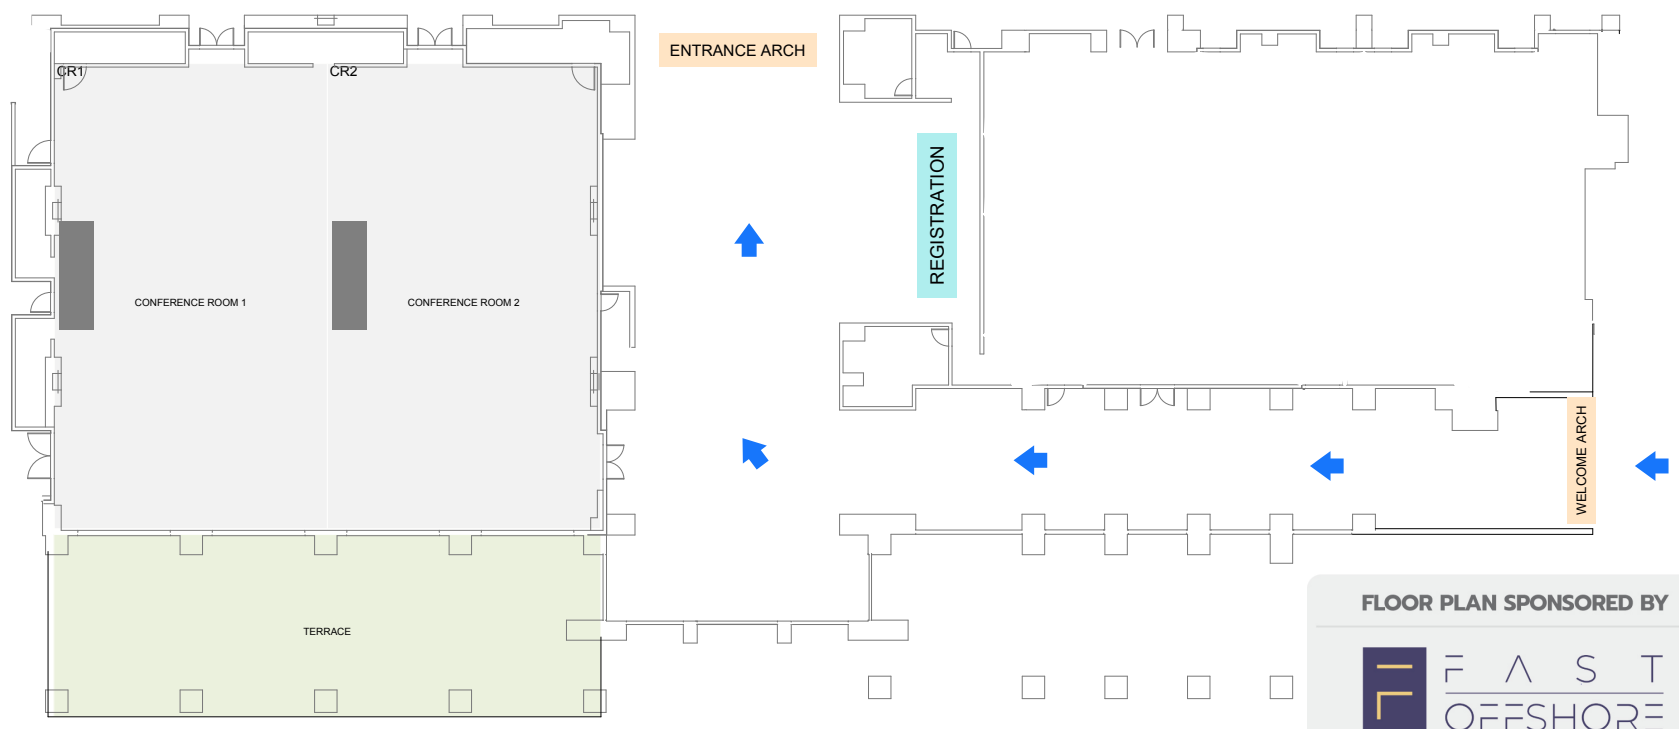 ENTRANCE ARCH
CR1
CR2
REGISTRATION
CONFERENCE ROOM 1
CONFERENCE ROOM 2
WELCOME ARCH
TERRACE
FLOOR PLAN SPONSORED BY
FAST
OFFSHORE